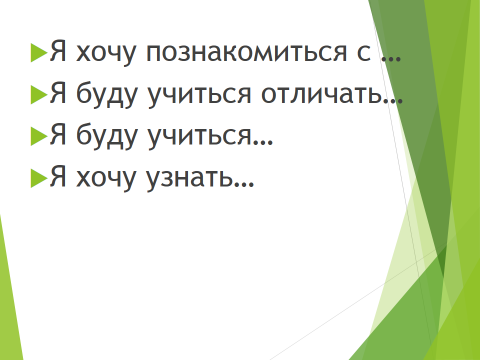 Я хочу познакомиться с …
Я буду учиться отличать…
Я буду учиться…
Я хочу узнать…